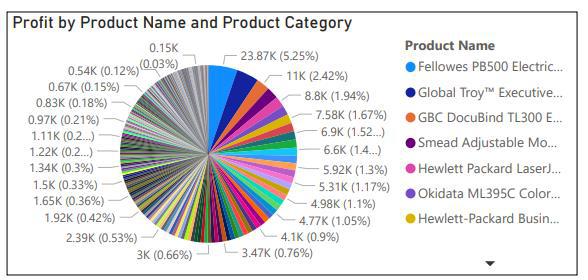 Profit by Product Name and Product Category
0.15K
(0.03%)
0.54K (0.12%)
0.67K (0.15%)
0.83K (0.18%)
0.97K (0.21%)
1.11K (0.2...)
1.22K (0.2...)
1.34K (0.3%)
1.5K (0.33%)
1.65K (0.36%)
1.92K (0.42%)
2.39K (0.53%)
3K (0.66%)
23.87K (5.25%)
11K (2.42%)
8.8K (1.94%)
7.58K (1.67%)
6.9K (1.52...)
6.6K (1.4...)
5.92K (1.3%)
5.31K (1.17%)
4.98K (1.1%)
4.77K (1.05%)
4.1K (0.9%)
3.47K (0.76%)
Product Name
Fellowes PB500 Electric...
Global Troy™ Executive...
GBC DocuBind TL300 E...
Smead Adjustable Mo...
Hewlett Packard LaserJ...
Okidata ML395C Color...
Hewlett-Packard Busin...